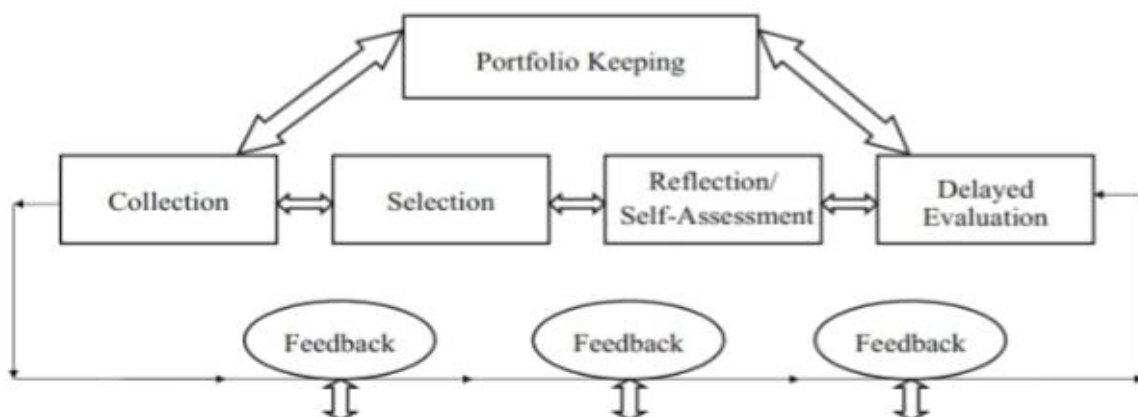 Portfolio Keeping
Collection
Selection
Reflection/
Self-Assessment
Delayed
Evaluation
Feedback
Feedback
Feedback